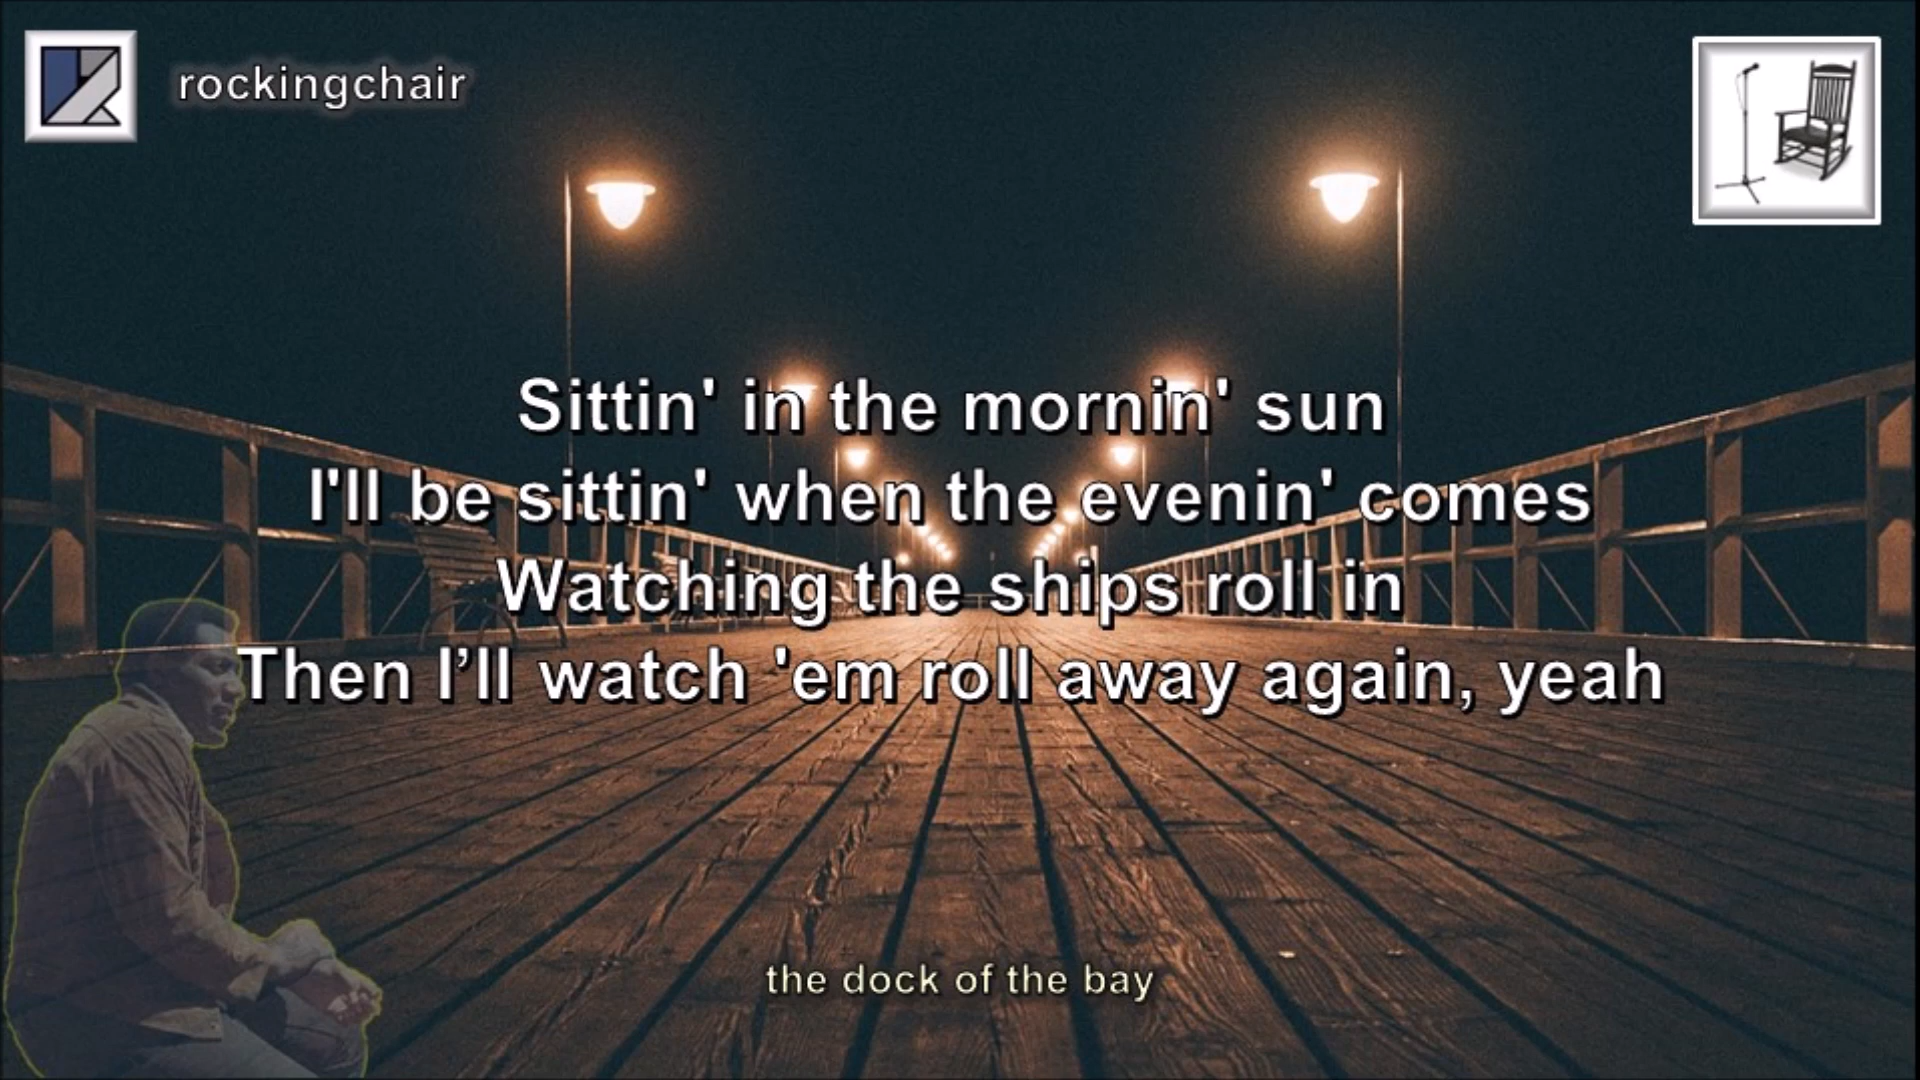 rockingchair
Sittin' in the mornin' sun
I'll be sittin' when the evenin' comes
Watching the ships roll in
Then I’ll watch 'em roll away again, yeah
the dock of the bay